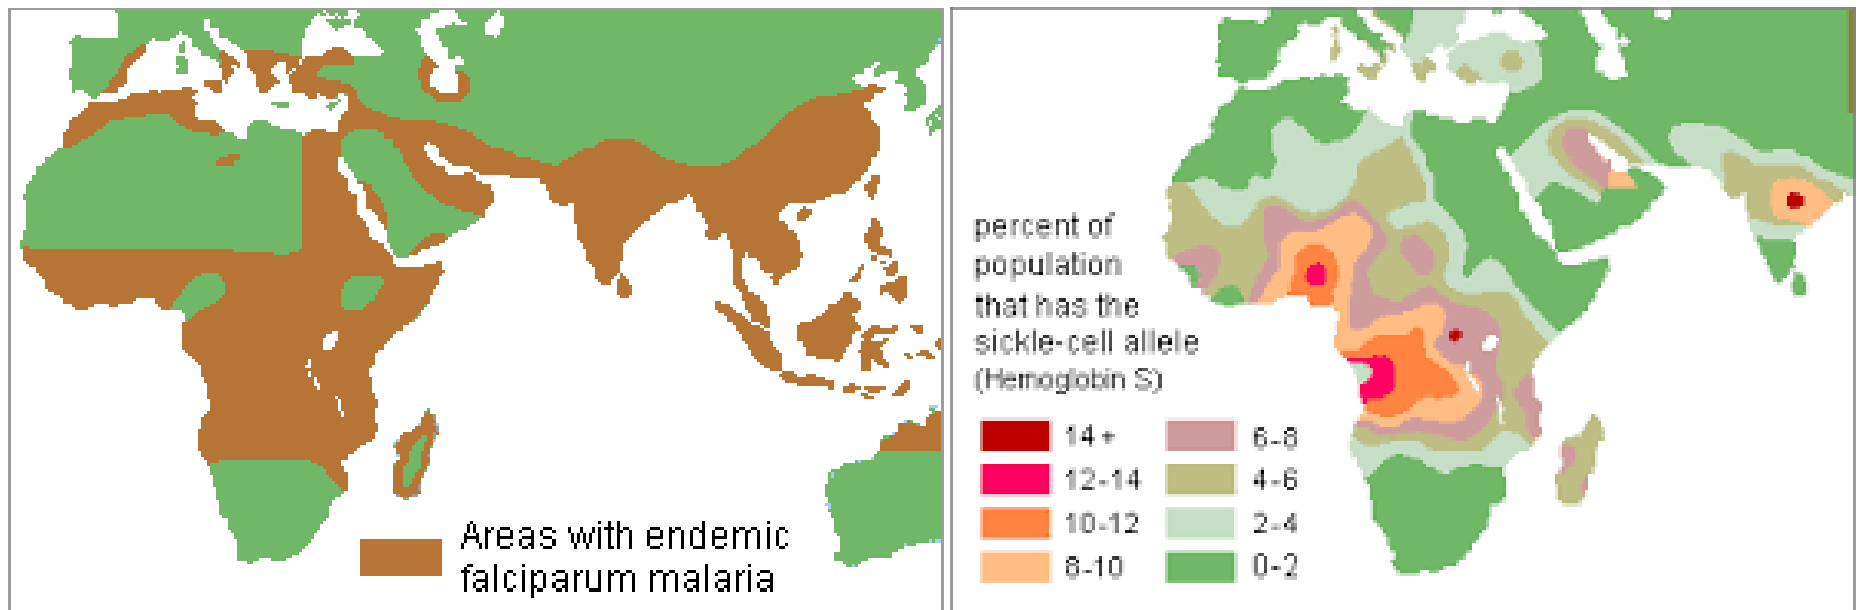 Areas with endemic
falciparum malaria
percent of
population
that has the
sickle-cell allele
(Hemoglobin S)
14+ 6-8
12-14 4-6
10-12 2-4
8-10 0-2